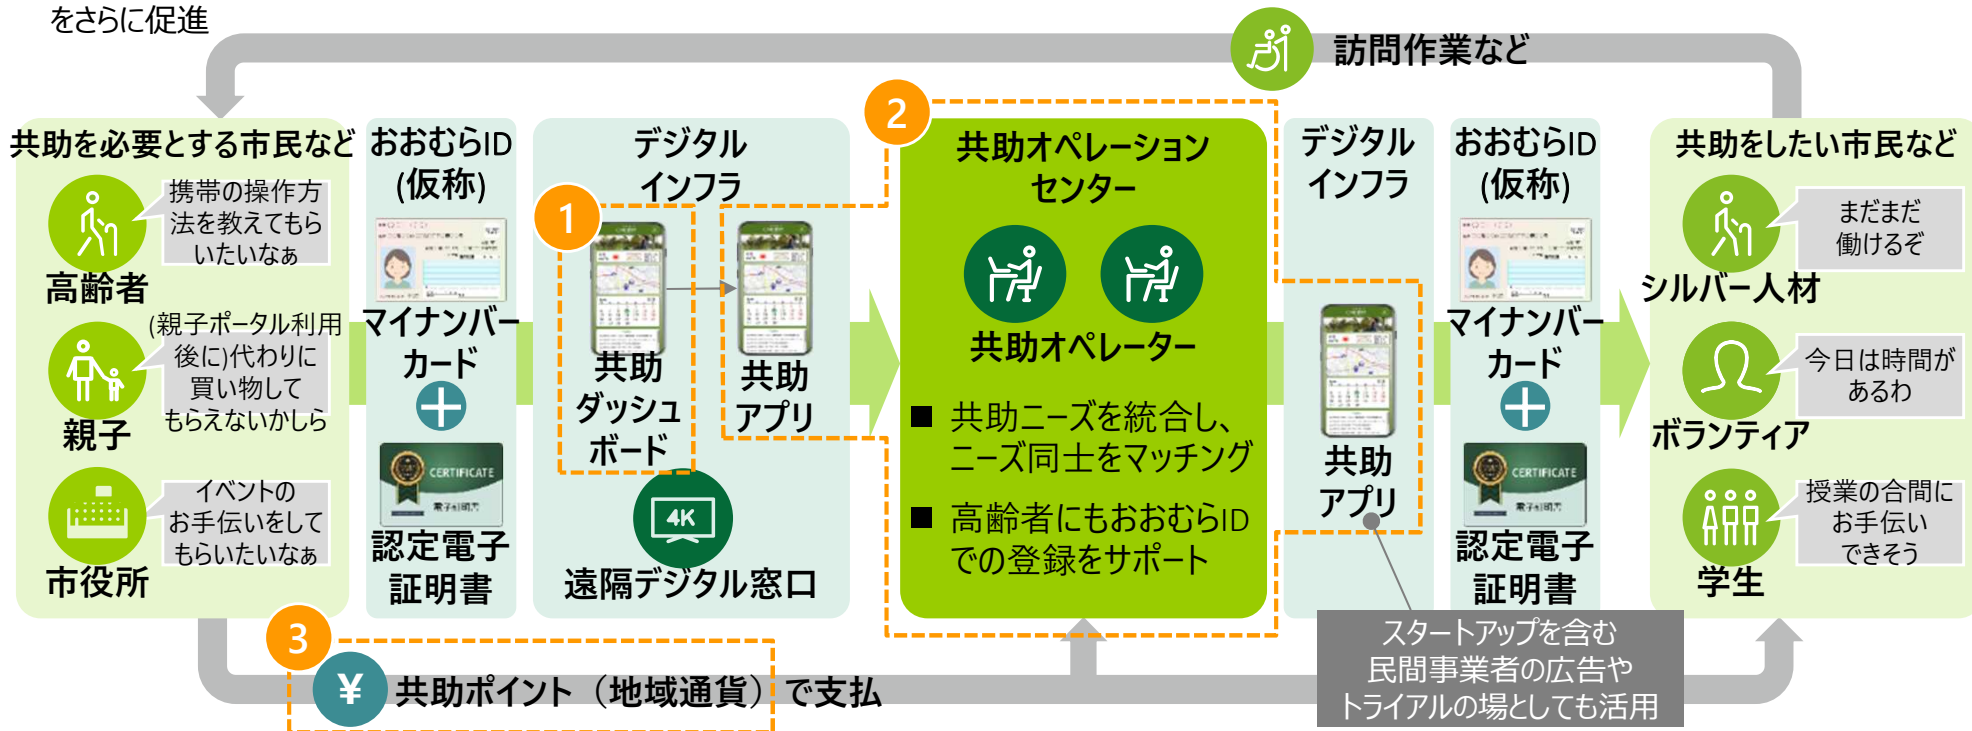 をさらに促進
訪問作業など
2
共助を必要とする市民など
携帯の操作方
法を教えてもら
いたいなぁ
高齢者
(親子ポータル利用
後に)代わりに
買い物して
もらえないかしら
親子
イベントの
お手伝いをして
もらいたいなぁ
市役所
おおむらID
(仮称)
マイナンバー
カード
CERTIFICATE
電子証明書
認定電子
証明書
デジタル
インフラ
1
共助
ダッシュ
ボード
共助
アプリ
4K
遠隔デジタル窓口
共助オペレーション
センター
共助オペレーター
■ 共助ニーズを統合し、
ニーズ同士をマッチング
■ 高齢者にもおおむらID
での登録をサポート
デジタル
インフラ
共助
アプリ
おおむらID
(仮称)
マイナンバー
カード
CERTIFICATE
電子証明書
認定電子
証明書
共助をしたい市民など
まだまだ
働けるぞ
シルバー人材
今日は時間が
あるわ
ボランティア
授業の合間に
お手伝い
できそう
学生
3
¥
共助ポイント（地域通貨）で支払
スタートアップを含む
民間事業者の広告や
トライアルの場としても活用